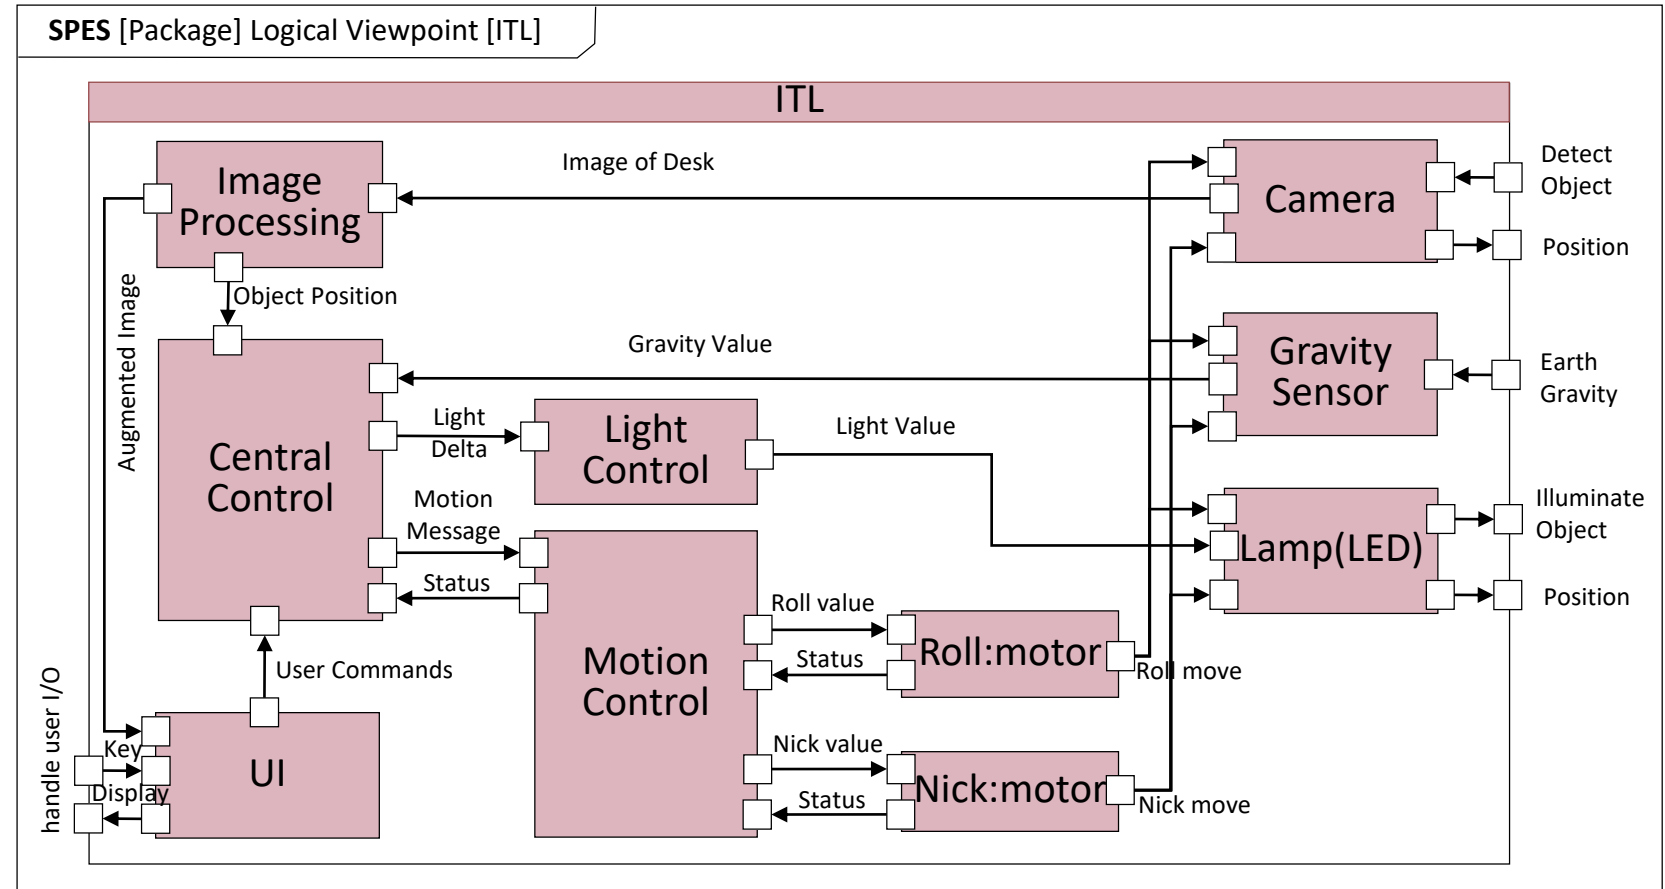 SPES [Package] Logical Viewpoint [ITL]
ITL
Image
Processing
Image of Desk
Camera
Detect
Object
Position
Object Position
Augmented Image
Gravity Value
Gravity
Sensor
Earth
Gravity
Central
Control
Light
Delta
Light
Control
Light Value
Motion
Message
Status
Lamp(LED)
Illuminate
Object
Position
Motion
Control
Roll value
Status
Roll:motor
Roll move
User Commands
UI
Key
Display
handle user I/O
Nick value
Status
Nick:motor
Nick move